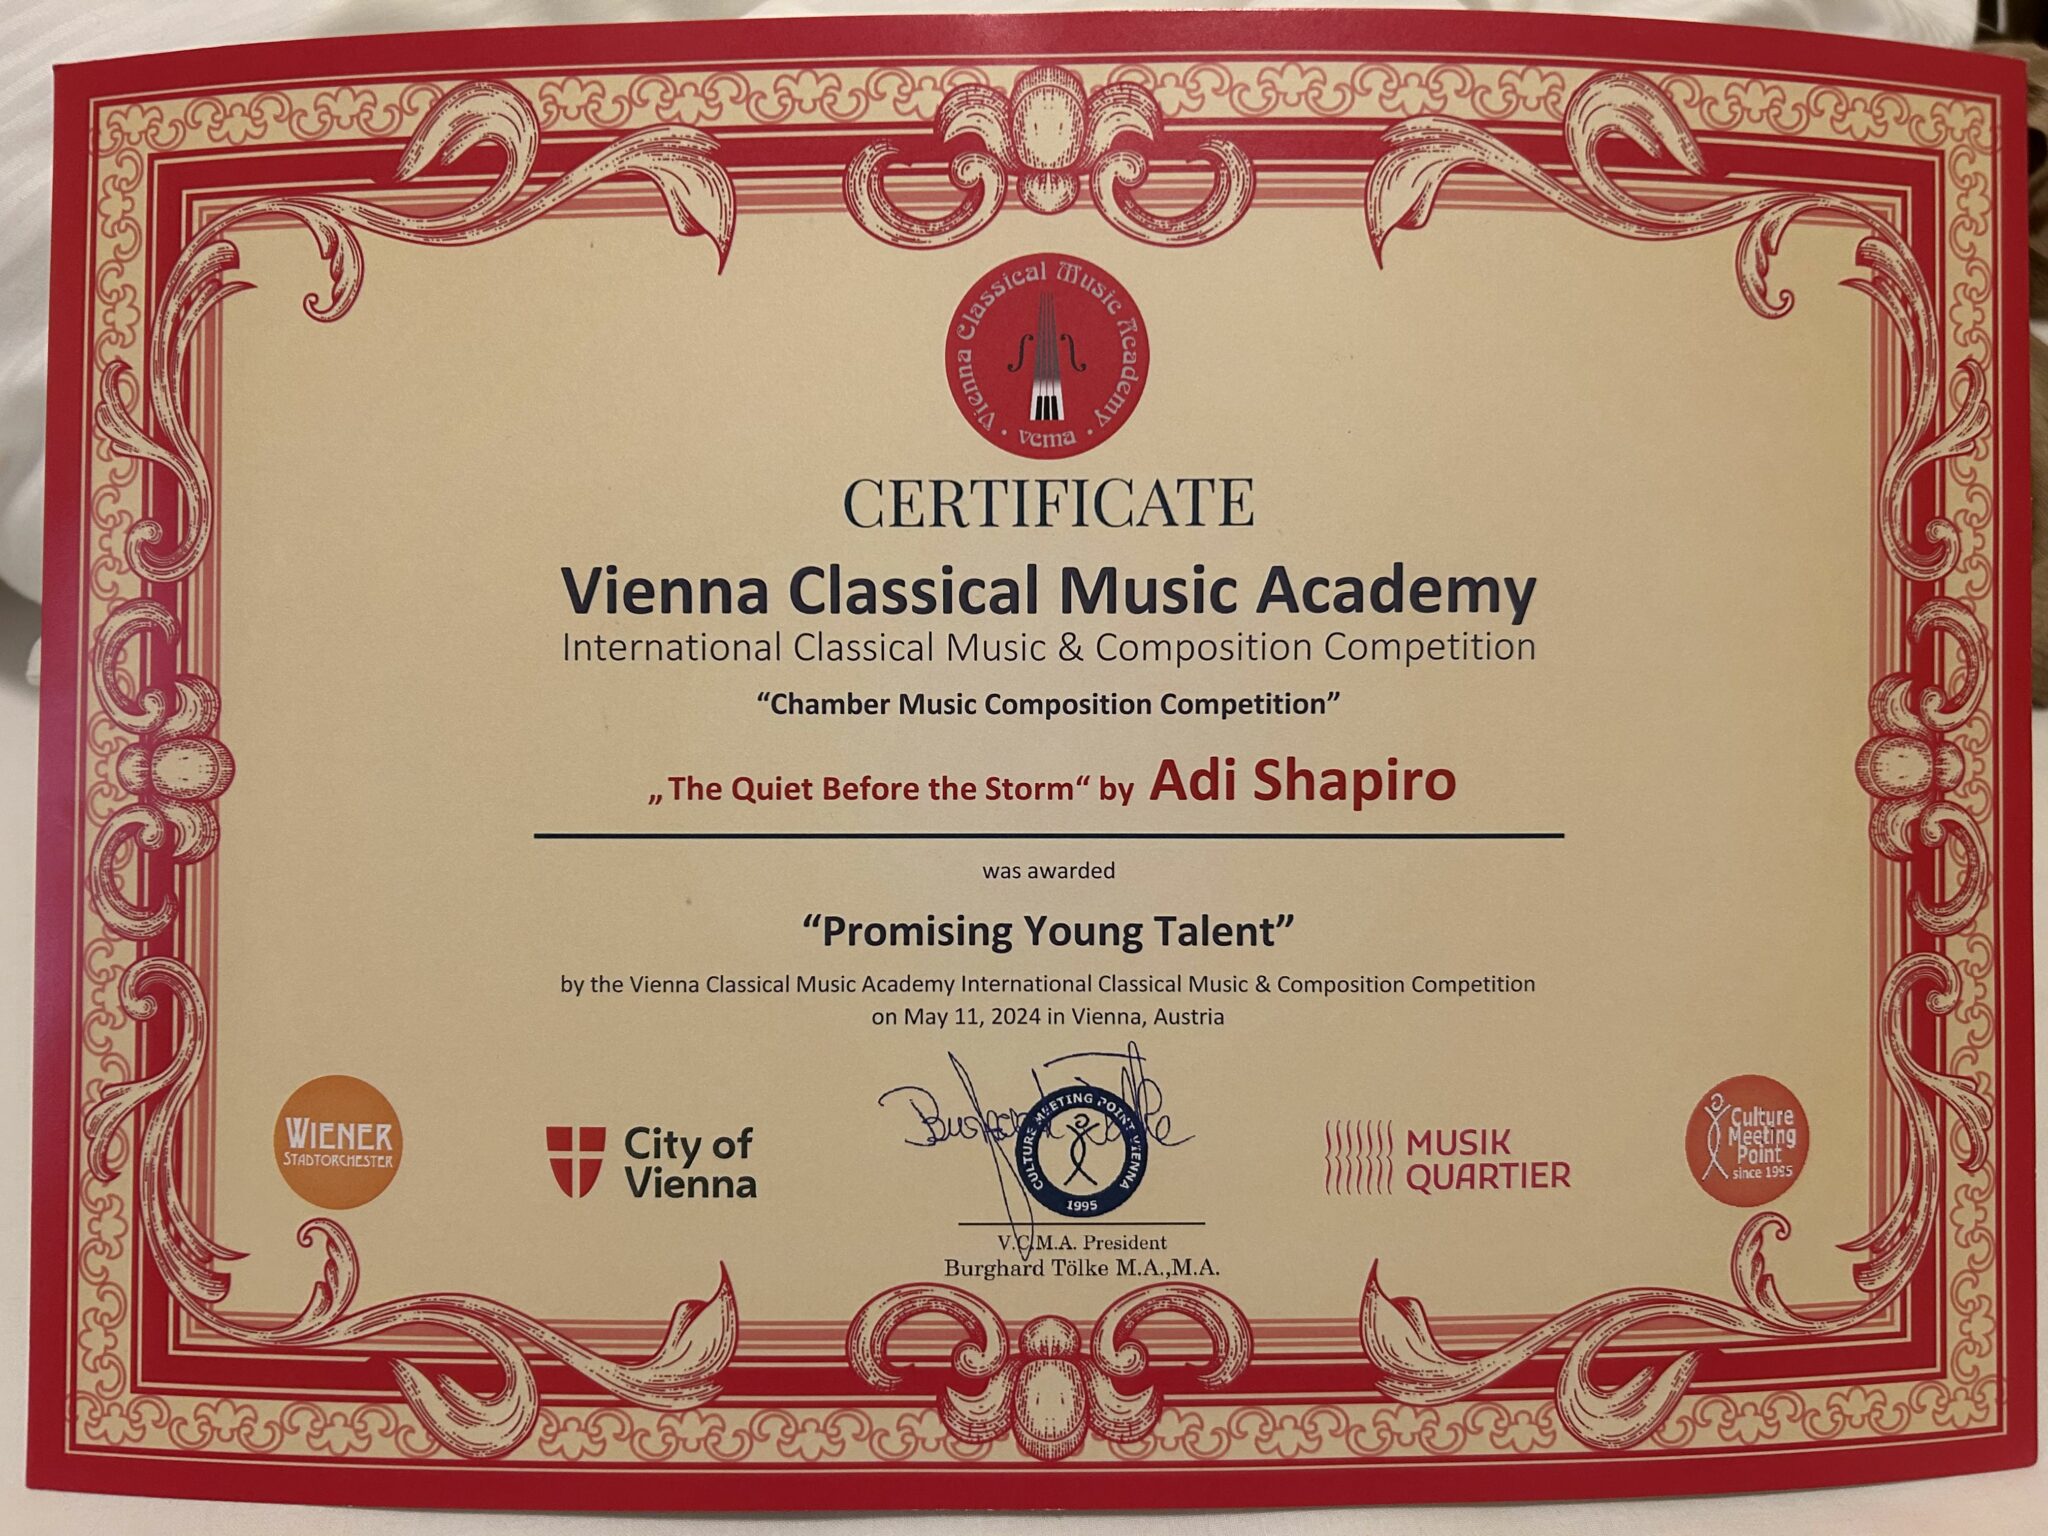 Vienna Classical Music Academy
· vcma ·
CERTIFICATE
Vienna Classical Music Academy
International Classical Music & Composition Competition
“Chamber Music Composition Competition”
„The Quiet Before the Storm“ by Adi Shapiro
was awarded
“Promising Young Talent”
by the Vienna Classical Music Academy International Classical Music & Composition Competition
on May 11, 2024 in Vienna, Austria
WIENER
STADTORCHESTER
City of
Vienna
Burghard Tölke
CULTURE MEETING POINT VIENNA
1995
MUSIK
QUARTIER
Culture
Meeting
Point
since 1995
V.C.M.A. President
Burghard Tölke M.A.,M.A.